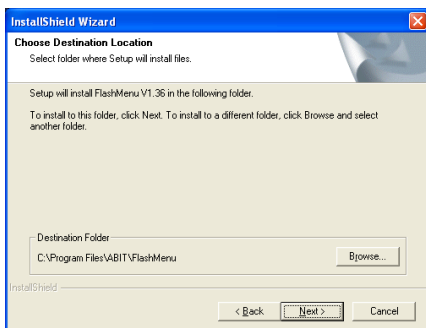 InstallShield Wizard
Choose Destination Location
Select folder where Setup will install files.
Setup will install FlashMenu V1.36 in the following folder.
To install to this folder, click Next. To install to a different folder, click Browse and select
another folder.
Destination Folder
C:\Program Files\ABIT\FlashMenu
Browse...
InstallShield
< Back
Next >
Cancel